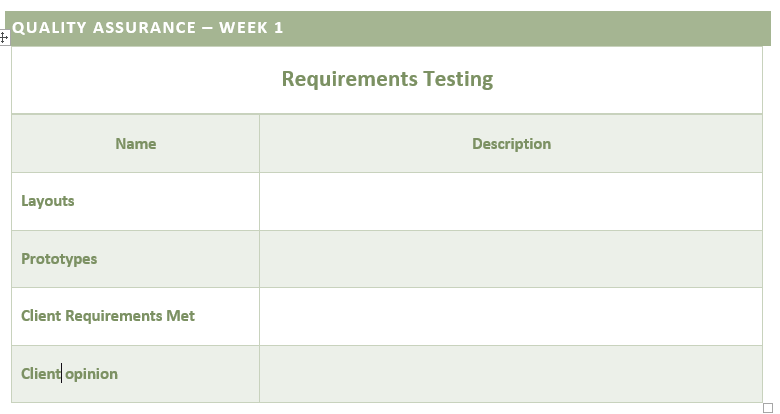 QUALITY ASSURANCE – WEEK 1
Requirements Testing
Name Description
Layouts
Prototypes
Client Requirements Met
Client opinion